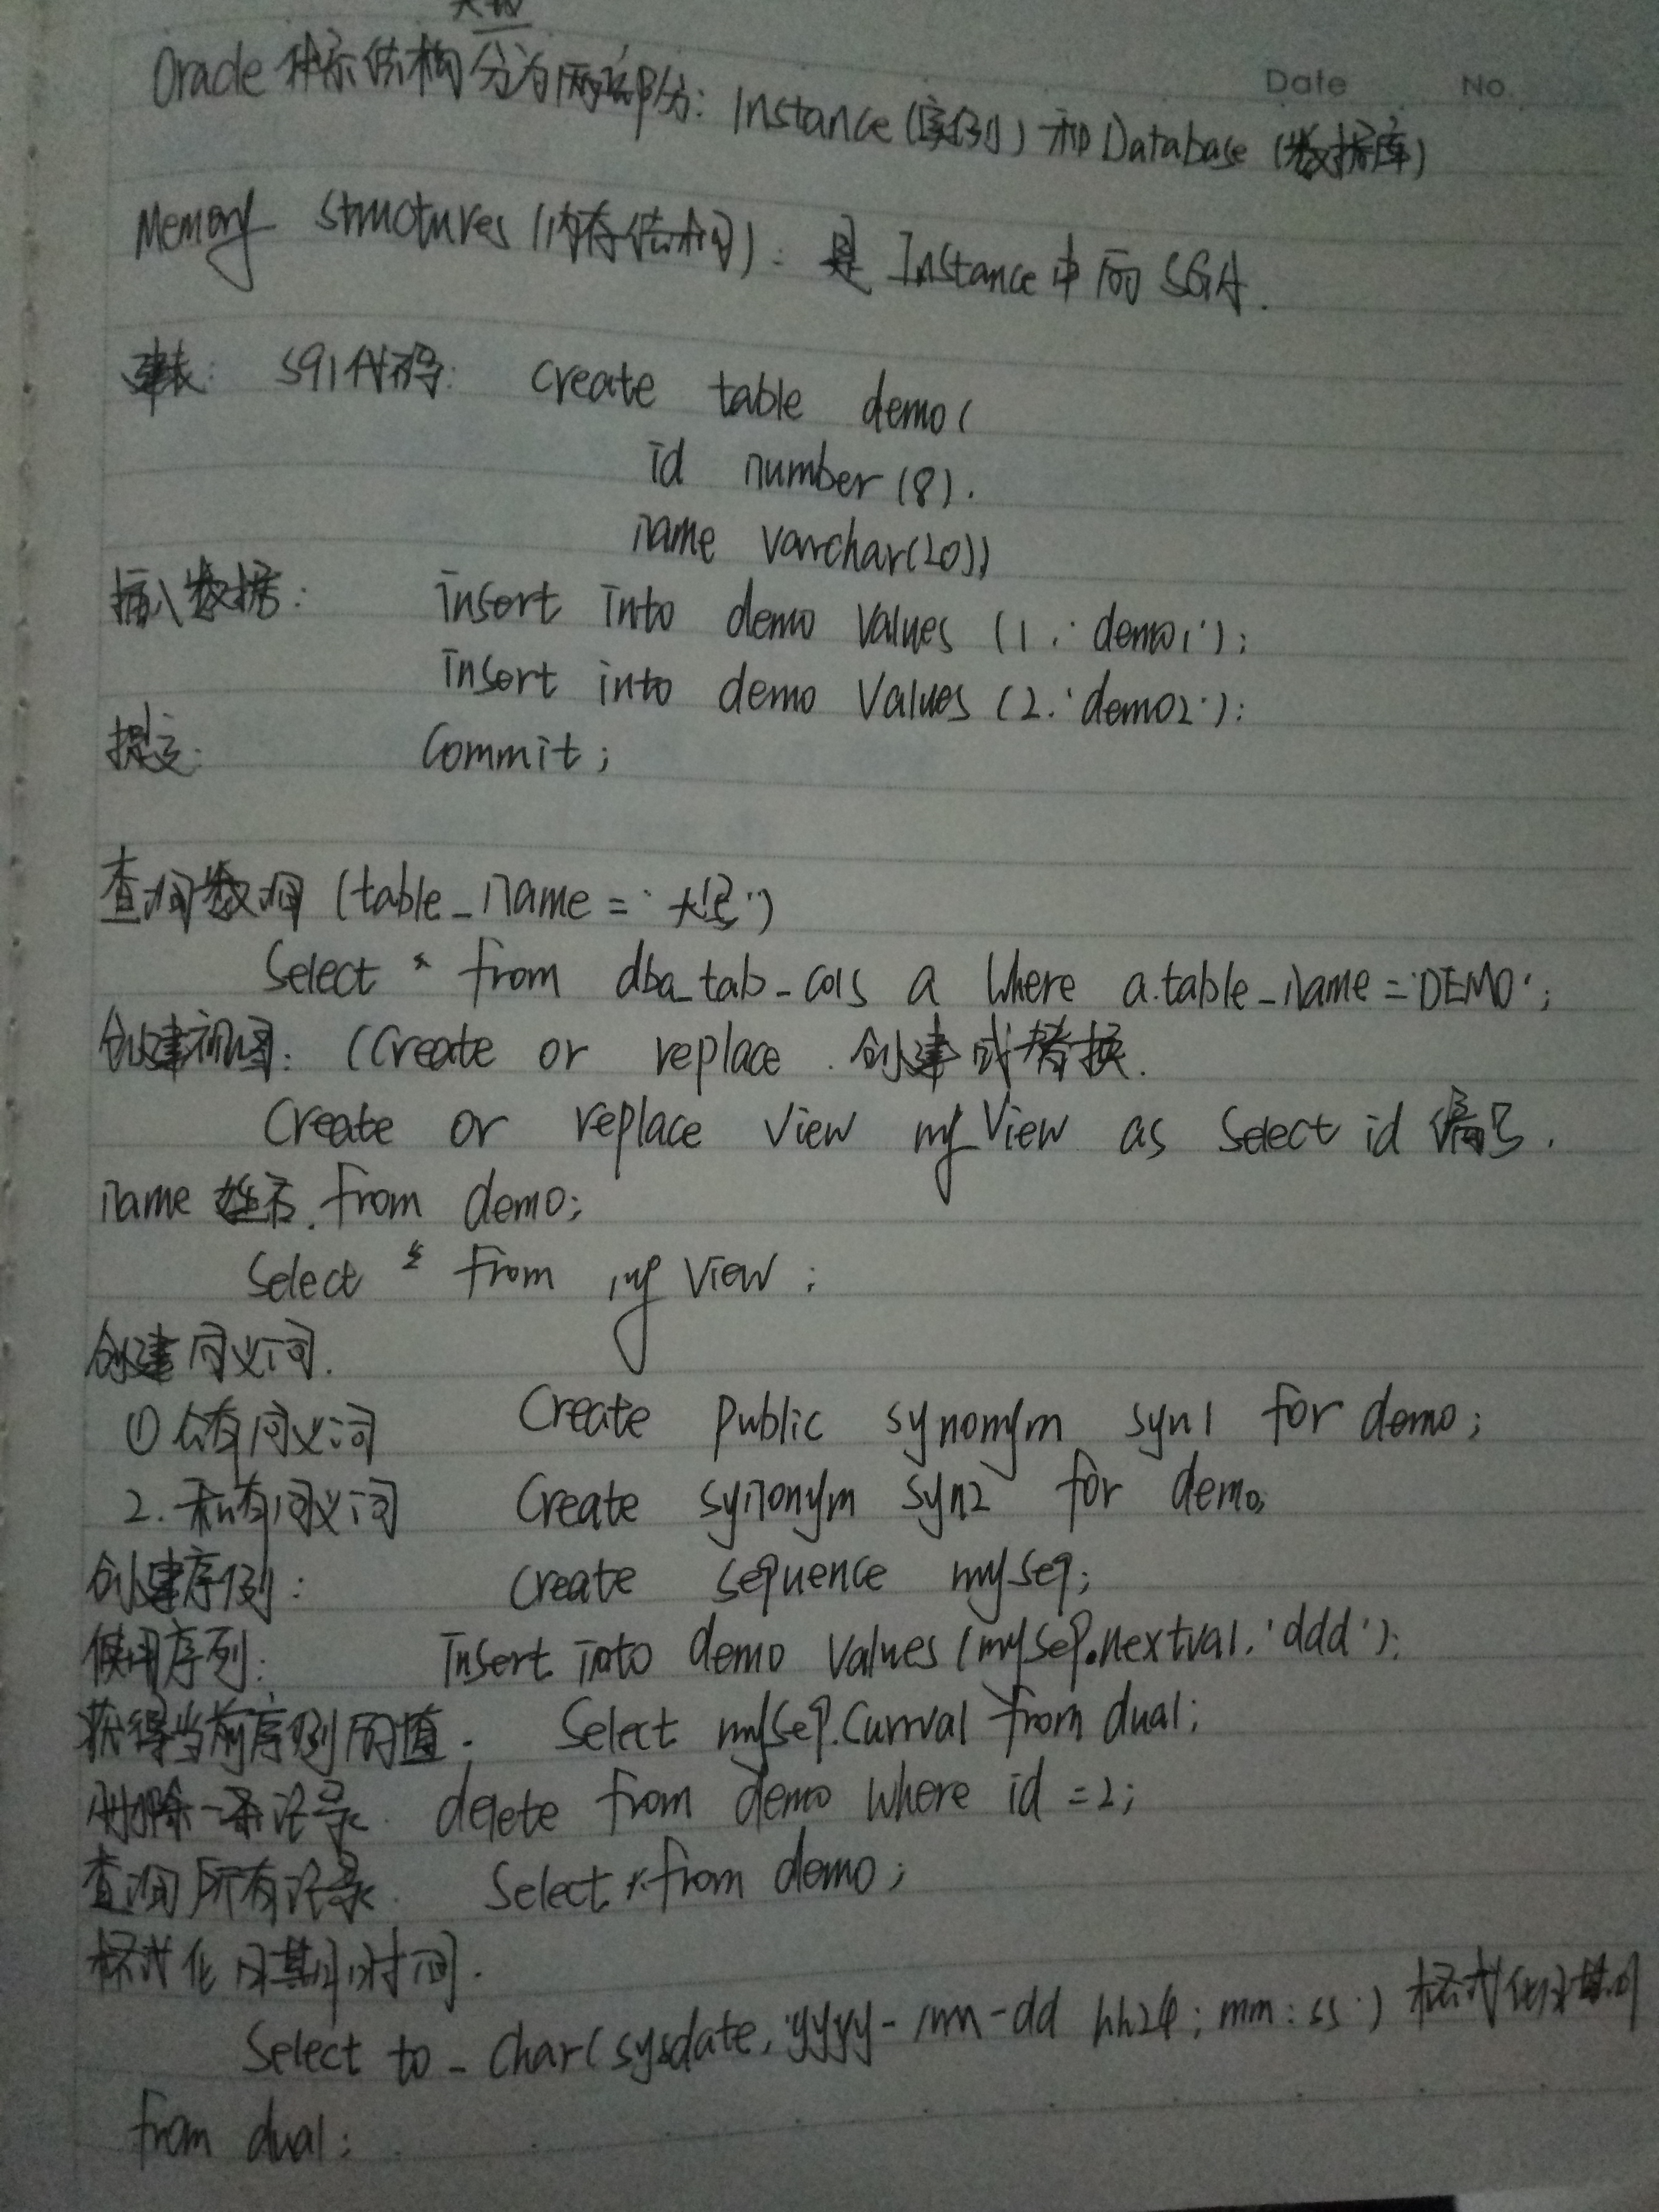 Date No.
Oracle 体系结构分为两部分: Instance (实例) 和 Database (数据库)
Memory structures (内存结构): 是 Instance 中的 SGA.
建表: sql代码: create table demo(
id number (8).
name varchar(20))
插入数据: insert into demo values (1.'demo1');
insert into demo values (2.'demo2');
提交: Commit;
查询数词 (table_name = '大写')
Select * from dba_tab_cols a where a.table_name='DEMO';
创建视图: (Create or replace . 创建或替换.
Create or replace view my_View as Select id 编号.
name 姓名. from demo;
Select * from my View;
创建同义词.
① 公有同义词 Create public synomym syn1 for demo;
2. 私有同义词 Create synonym syn2 for demo;
创建序例: Create sequence myseq;
使用序列: Insert into demo values (myseq.nextval.'ddd');
获得当前序列的值: Select myseq.Currval from dual;
删除一条记录. delete from demo where id =2;
查询所有记录. Select * from demo;
格式化日期时间.
Select to_char(sysdate,'yyyy-mm-dd hh24:mm:ss') 格式化日期
from dual;